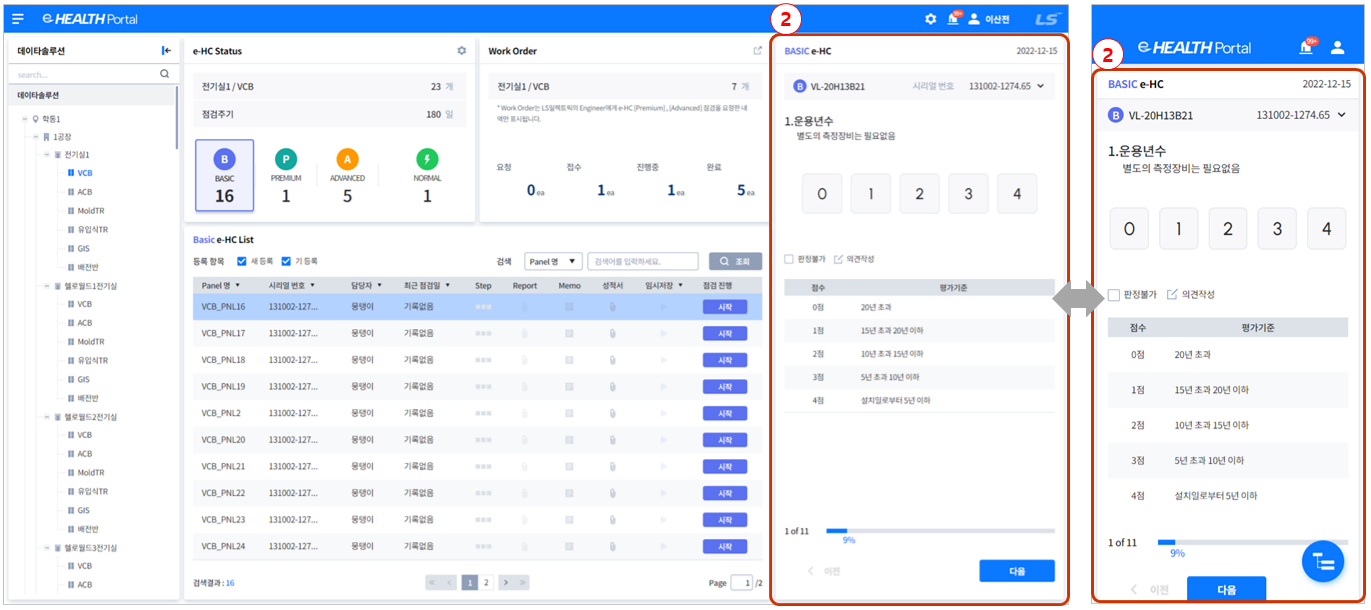 e-HEALTH Portal
99+
이산전
LS
데이타솔루션
search...
데이타솔루션
학동1
1공장
전기실1
VCB
ACB
MoldTR
유입식TR
GIS
배전반
헬로월드1전기실
VCB
ACB
MoldTR
유입식TR
GIS
배전반
헬로월드2전기실
VCB
ACB
MoldTR
유입식TR
GIS
배전반
헬로월드3전기실
VCB
ACB
e-HC Status
전기실1 / VCB 23 개
점검주기 180 일
B P A
BASIC PREMIUM ADVANCED NORMAL
16 1 5 1
Work Order
전기실1 / VCB 7 개
* Work Order는 LS일렉트릭의 Engineer에게 e-HC [Premium] , [Advanced] 점검을 요청한 내
역만 표시됩니다.
요청 접수 진행중 완료
0 ea 1 ea 1 ea 5 ea
Basic e-HC List
등록 항목 새 등록 기 등록 검색 Panel 명 ▼ 검색어를 입력하세요. 조회
Panel 명 ▼ 시리얼 번호 ▼ 담당자 ▼ 최근 점검일 ▼ Step Report Memo 성적서 임시저장 ▼ 점검 진행
VCB_PNL16 131002-127... 뭉탱이 기록없음 시작
VCB_PNL17 131002-127... 뭉탱이 기록없음 시작
VCB_PNL18 131002-127... 뭉탱이 기록없음 시작
VCB_PNL19 131002-127... 뭉탱이 기록없음 시작
VCB_PNL2 131002-127... 뭉탱이 기록없음 시작
VCB_PNL20 131002-127... 뭉탱이 기록없음 시작
VCB_PNL21 131002-127... 뭉탱이 기록없음 시작
VCB_PNL22 131002-127... 뭉탱이 기록없음 시작
VCB_PNL23 131002-127... 뭉탱이 기록없음 시작
VCB_PNL24 131002-127... 뭉탱이 기록없음 시작
검색결과 : 16 « < 1 2 > » Page 1 /2
2
BASIC e-HC 2022-12-15
B VL-20H13B21 시리얼 번호 131002-1274.65
1.운용년수
별도의 측정장비는 필요없음
0 1 2 3 4
판정불가 의견작성
점수 평가기준
0점 20년 초과
1점 15년 초과 20년 이하
2점 10년 초과 15년 이하
3점 5년 초과 10년 이하
4점 설치일로부터 5년 이하
1 of 11
9%
이전 다음
2
e-HEALTH Portal
99+
BASIC e-HC 2022-12-15
B VL-20H13B21 131002-1274.65
1.운용년수
별도의 측정장비는 필요없음
0 1 2 3 4
판정불가 의견작성
점수 평가기준
0점 20년 초과
1점 15년 초과 20년 이하
2점 10년 초과 15년 이하
3점 5년 초과 10년 이하
4점 설치일로부터 5년 이하
1 of 11
9%
이전 다음